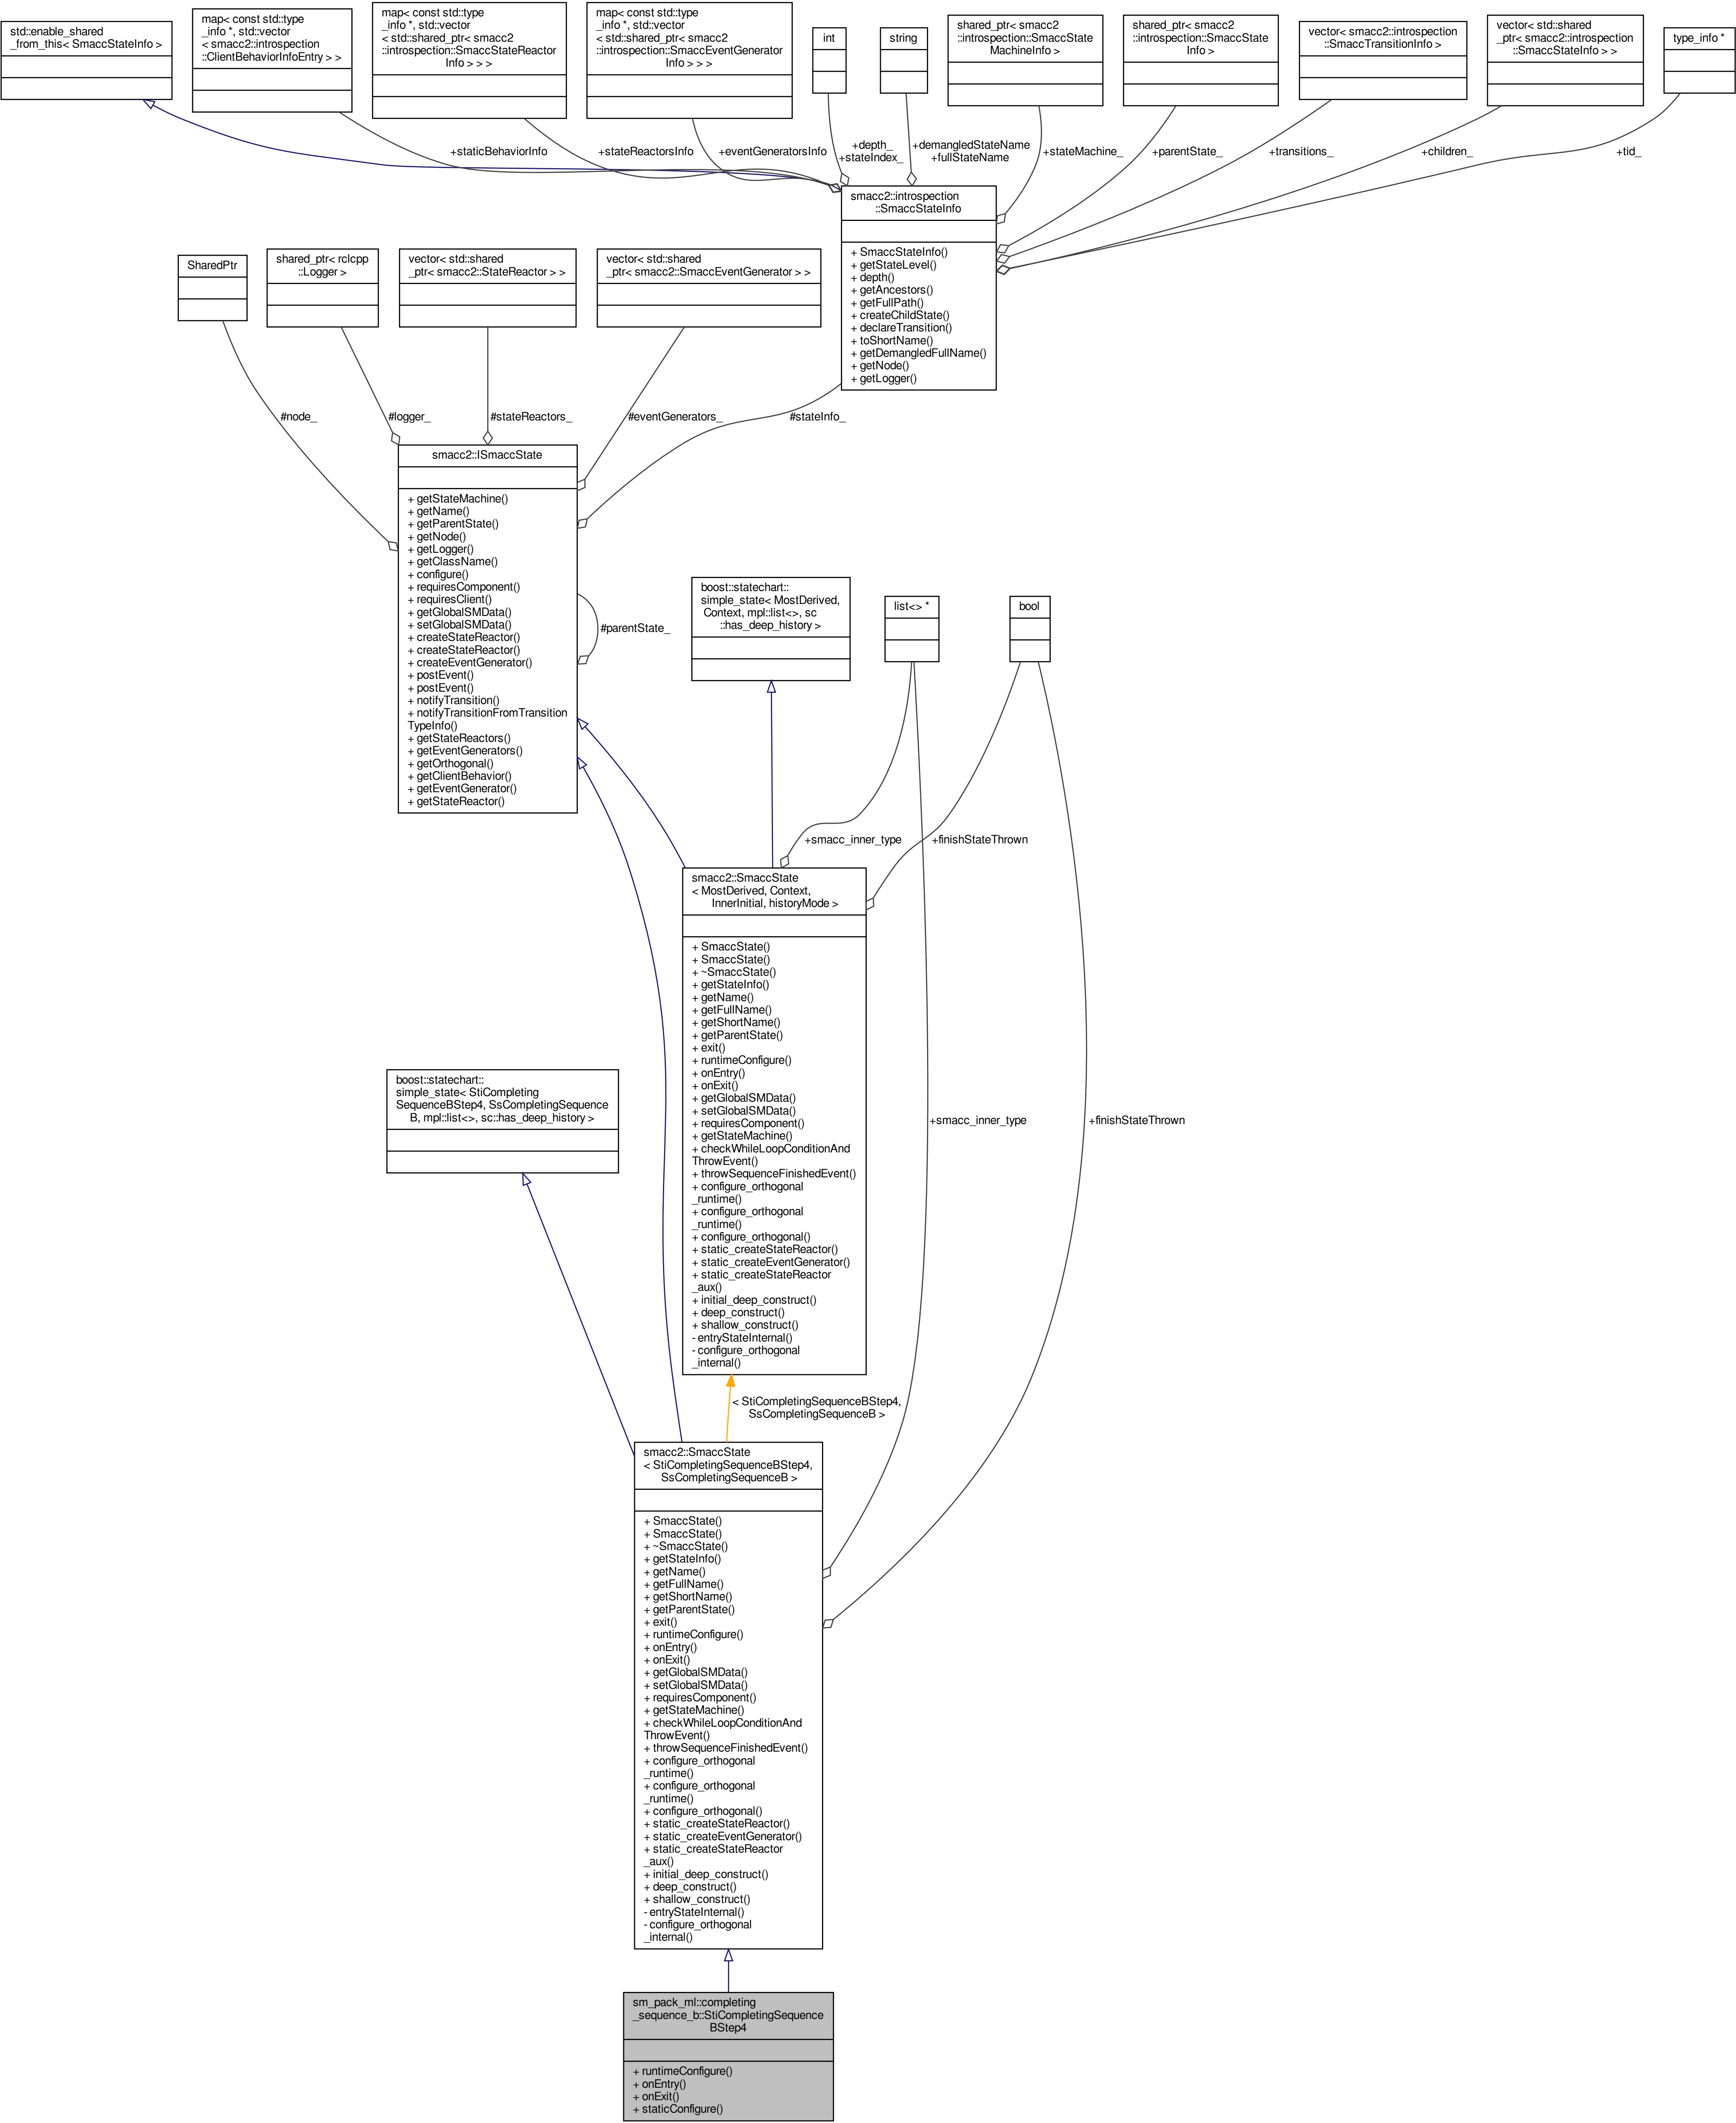 std::enable_shared
_from_this< SmaccStateInfo >
map< const std::type
_info *, std::vector
< smacc2::introspection
::ClientBehaviorInfoEntry > >
map< const std::type
_info *, std::vector
< std::shared_ptr< smacc2
::introspection::SmaccStateReactor
Info > > >
map< const std::type
_info *, std::vector
< std::shared_ptr< smacc2
::introspection::SmaccEventGenerator
Info > > >
int
string
shared_ptr< smacc2
::introspection::SmaccState
MachineInfo >
shared_ptr< smacc2
::introspection::SmaccState
Info >
vector< smacc2::introspection
::SmaccTransitionInfo >
vector< std::shared
_ptr< smacc2::introspection
::SmaccStateInfo > >
type_info *
+staticBehaviorInfo
+stateReactorsInfo
+eventGeneratorsInfo
+depth_
+stateIndex_
+demangledStateName
+fullStateName
+stateMachine_
+parentState_
+transitions_
+children_
+tid_
smacc2::introspection
::SmaccStateInfo
+ SmaccStateInfo()
+ getStateLevel()
+ depth()
+ getAncestors()
+ getFullPath()
+ createChildState()
+ declareTransition()
+ toShortName()
+ getDemangledFullName()
+ getNode()
+ getLogger()
SharedPtr
shared_ptr< rclcpp
::Logger >
vector< std::shared
_ptr< smacc2::StateReactor > >
vector< std::shared
_ptr< smacc2::SmaccEventGenerator > >
#node_
#logger_
#stateReactors_
#eventGenerators_
#stateInfo_
smacc2::ISmaccState
+ getStateMachine()
+ getName()
+ getParentState()
+ getNode()
+ getLogger()
+ getClassName()
+ configure()
+ requiresComponent()
+ requiresClient()
+ getGlobalSMData()
+ setGlobalSMData()
+ createStateReactor()
+ createStateReactor()
+ createEventGenerator()
+ postEvent()
+ postEvent()
+ notifyTransition()
+ notifyTransitionFromTransition
TypeInfo()
+ getStateReactors()
+ getEventGenerators()
+ getOrthogonal()
+ getClientBehavior()
+ getEventGenerator()
+ getStateReactor()
#parentState_
boost::statechart::
simple_state< MostDerived,
Context, mpl::list<>, sc
::has_deep_history >
list<> *
bool
+smacc_inner_type
+finishStateThrown
smacc2::SmaccState
< MostDerived, Context,
InnerInitial, historyMode >
+ SmaccState()
+ SmaccState()
+ ~SmaccState()
+ getStateInfo()
+ getName()
+ getFullName()
+ getShortName()
+ getParentState()
+ exit()
+ runtimeConfigure()
+ onEntry()
+ onExit()
+ getGlobalSMData()
+ setGlobalSMData()
+ requiresComponent()
+ getStateMachine()
+ checkWhileLoopConditionAnd
ThrowEvent()
+ throwSequenceFinishedEvent()
+ configure_orthogonal
_runtime()
+ configure_orthogonal
_runtime()
+ configure_orthogonal()
+ static_createStateReactor()
+ static_createEventGenerator()
+ static_createStateReactor
_aux()
+ initial_deep_construct()
+ deep_construct()
+ shallow_construct()
- entryStateInternal()
- configure_orthogonal
_internal()
boost::statechart::
simple_state< StiCompleting
SequenceBStep4, SsCompletingSequence
B, mpl::list<>, sc::has_deep_history >
+smacc_inner_type
+finishStateThrown
< StiCompletingSequenceBStep4,
SsCompletingSequenceB >
smacc2::SmaccState
< StiCompletingSequenceBStep4,
SsCompletingSequenceB >
+ SmaccState()
+ SmaccState()
+ ~SmaccState()
+ getStateInfo()
+ getName()
+ getFullName()
+ getShortName()
+ getParentState()
+ exit()
+ runtimeConfigure()
+ onEntry()
+ onExit()
+ getGlobalSMData()
+ setGlobalSMData()
+ requiresComponent()
+ getStateMachine()
+ checkWhileLoopConditionAnd
ThrowEvent()
+ throwSequenceFinishedEvent()
+ configure_orthogonal
_runtime()
+ configure_orthogonal
_runtime()
+ configure_orthogonal()
+ static_createStateReactor()
+ static_createEventGenerator()
+ static_createStateReactor
_aux()
+ initial_deep_construct()
+ deep_construct()
+ shallow_construct()
- entryStateInternal()
- configure_orthogonal
_internal()
sm_pack_ml::completing
_sequence_b::StiCompletingSequence
BStep4
+ runtimeConfigure()
+ onEntry()
+ onExit()
+ staticConfigure()